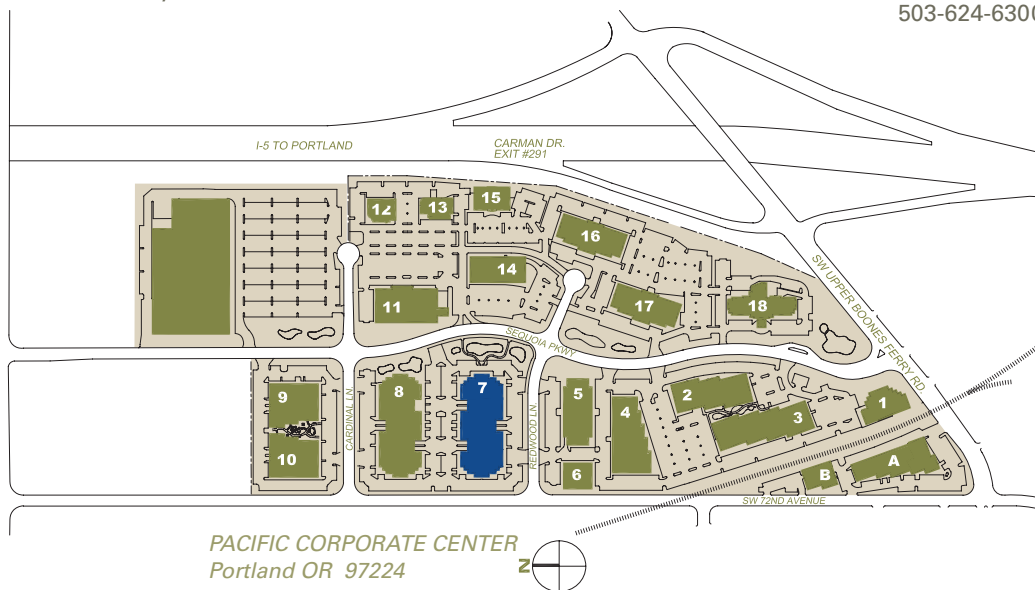 503-624-6300
I-5 TO PORTLAND
CARMAN DR.
EXIT #291
12
13
15
16
14
17
18
11
SEQUOIA PKWY
SW UPPER BOONES FERRY RD
9
10
CARDINAL LN.
8
7
REDWOOD LN.
5
6
4
2
3
1
B
A
SW 72ND AVENUE
PACIFIC CORPORATE CENTER
Portland OR 97224
N